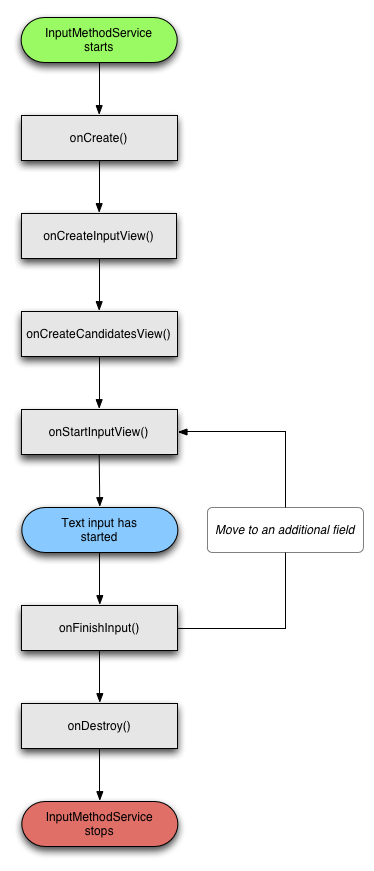 InputMethodService
starts
onCreate()
onCreateInputView()
onCreateCandidatesView()
onStartInputView()
Text input has
started
Move to an additional field
onFinishInput()
onDestroy()
InputMethodService
stops